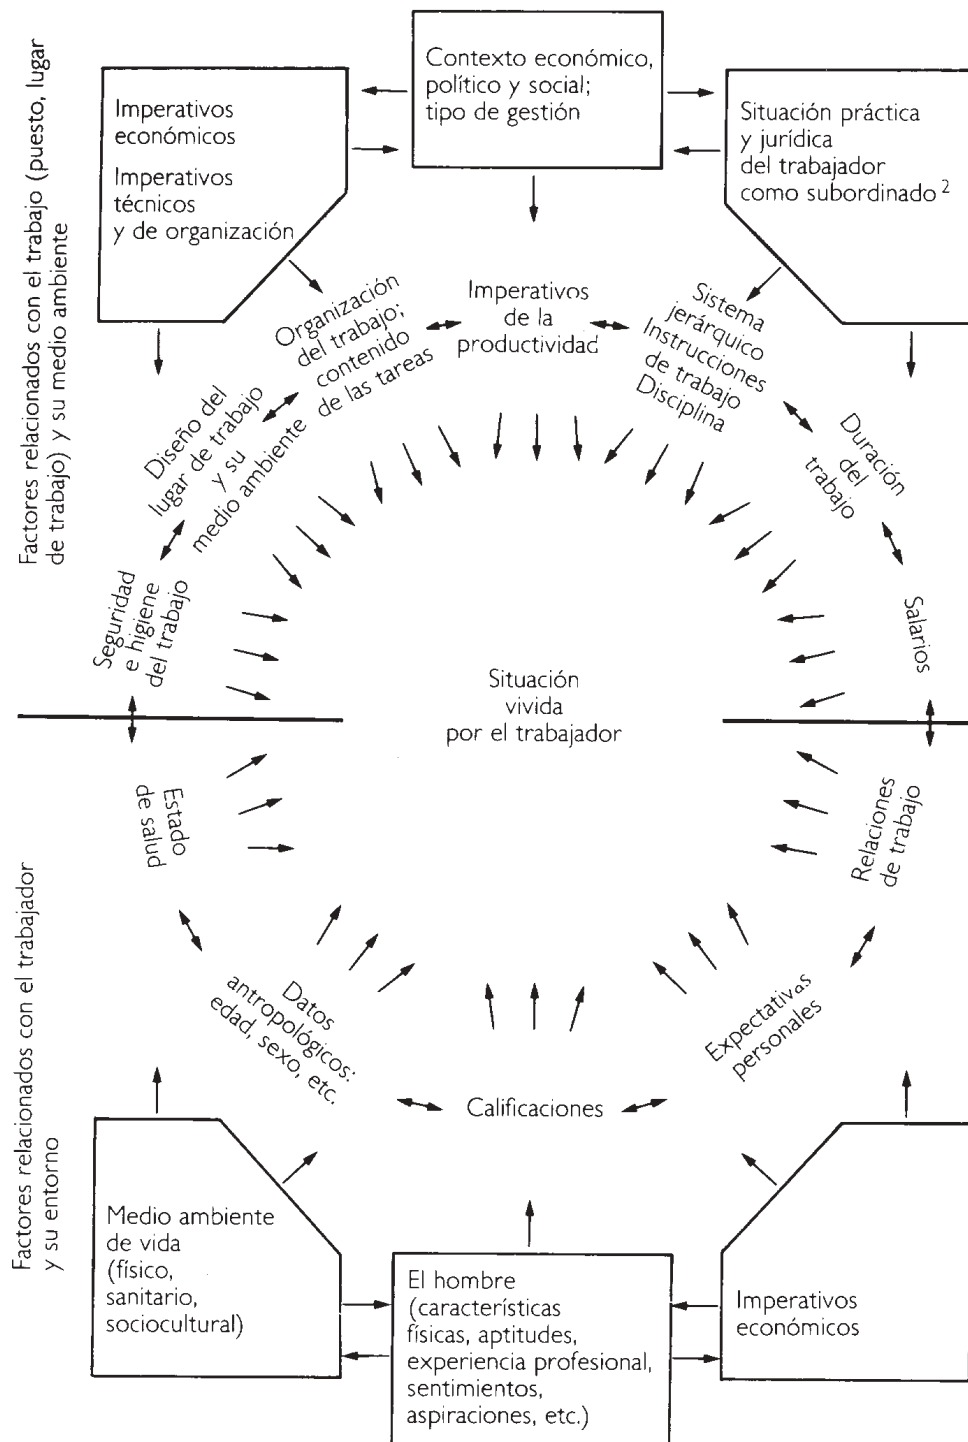 Factores relacionados con el trabajo (puesto, lugar
de trabajo) y su medio ambiente
Imperativos
económicos
Imperativos
técnicos
y de organización
Contexto económico,
político y social;
tipo de gestión
Situación práctica
y jurídica
del trabajador
como subordinado 2
Seguridad
e higiene
del trabajo
Diseño del
lugar de trabajo
y su
medio ambiente
Organización
del trabajo;
contenido
de las tareas
Imperativos
de la
productividad
Sistema
jerárquico
Instrucciones
de trabajo
Disciplina
Duración
del
trabajo
Salarios
Situación
vivida
por el trabajador
Factores relacionados con el trabajador
y su entorno
Estado
de salud
Datos
antropológicos:
edad, sexo, etc.
Calificaciones
Expectativas
personales
Relaciones
de trabajo
Medio ambiente
de vida
(físico,
sanitario,
sociocultural)
El hombre
(características
físicas, aptitudes,
experiencia profesional,
sentimientos,
aspiraciones, etc.)
Imperativos
económicos